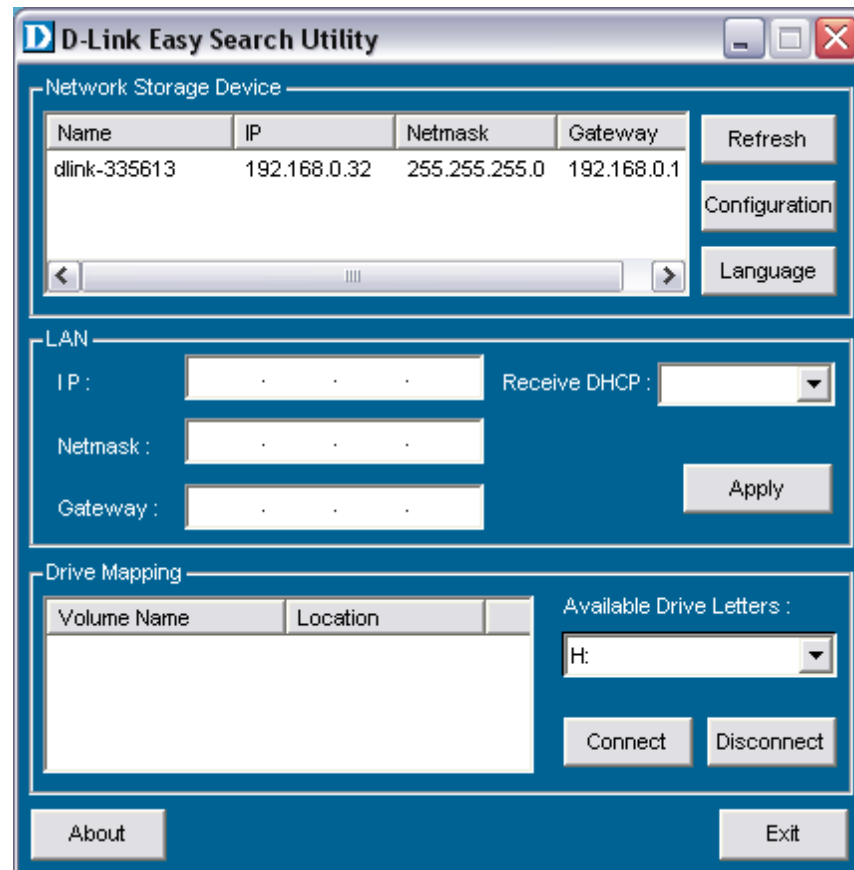 D D-Link Easy Search Utility
Network Storage Device
Name IP Netmask Gateway
dlink-335613 192.168.0.32 255.255.255.0 192.168.0.1
Refresh
Configuration
Language
LAN
IP : . . . Receive DHCP :
Netmask : . . .
Gateway : . . .
Apply
Drive Mapping
Volume Name Location
Available Drive Letters :
H:
Connect Disconnect
About Exit